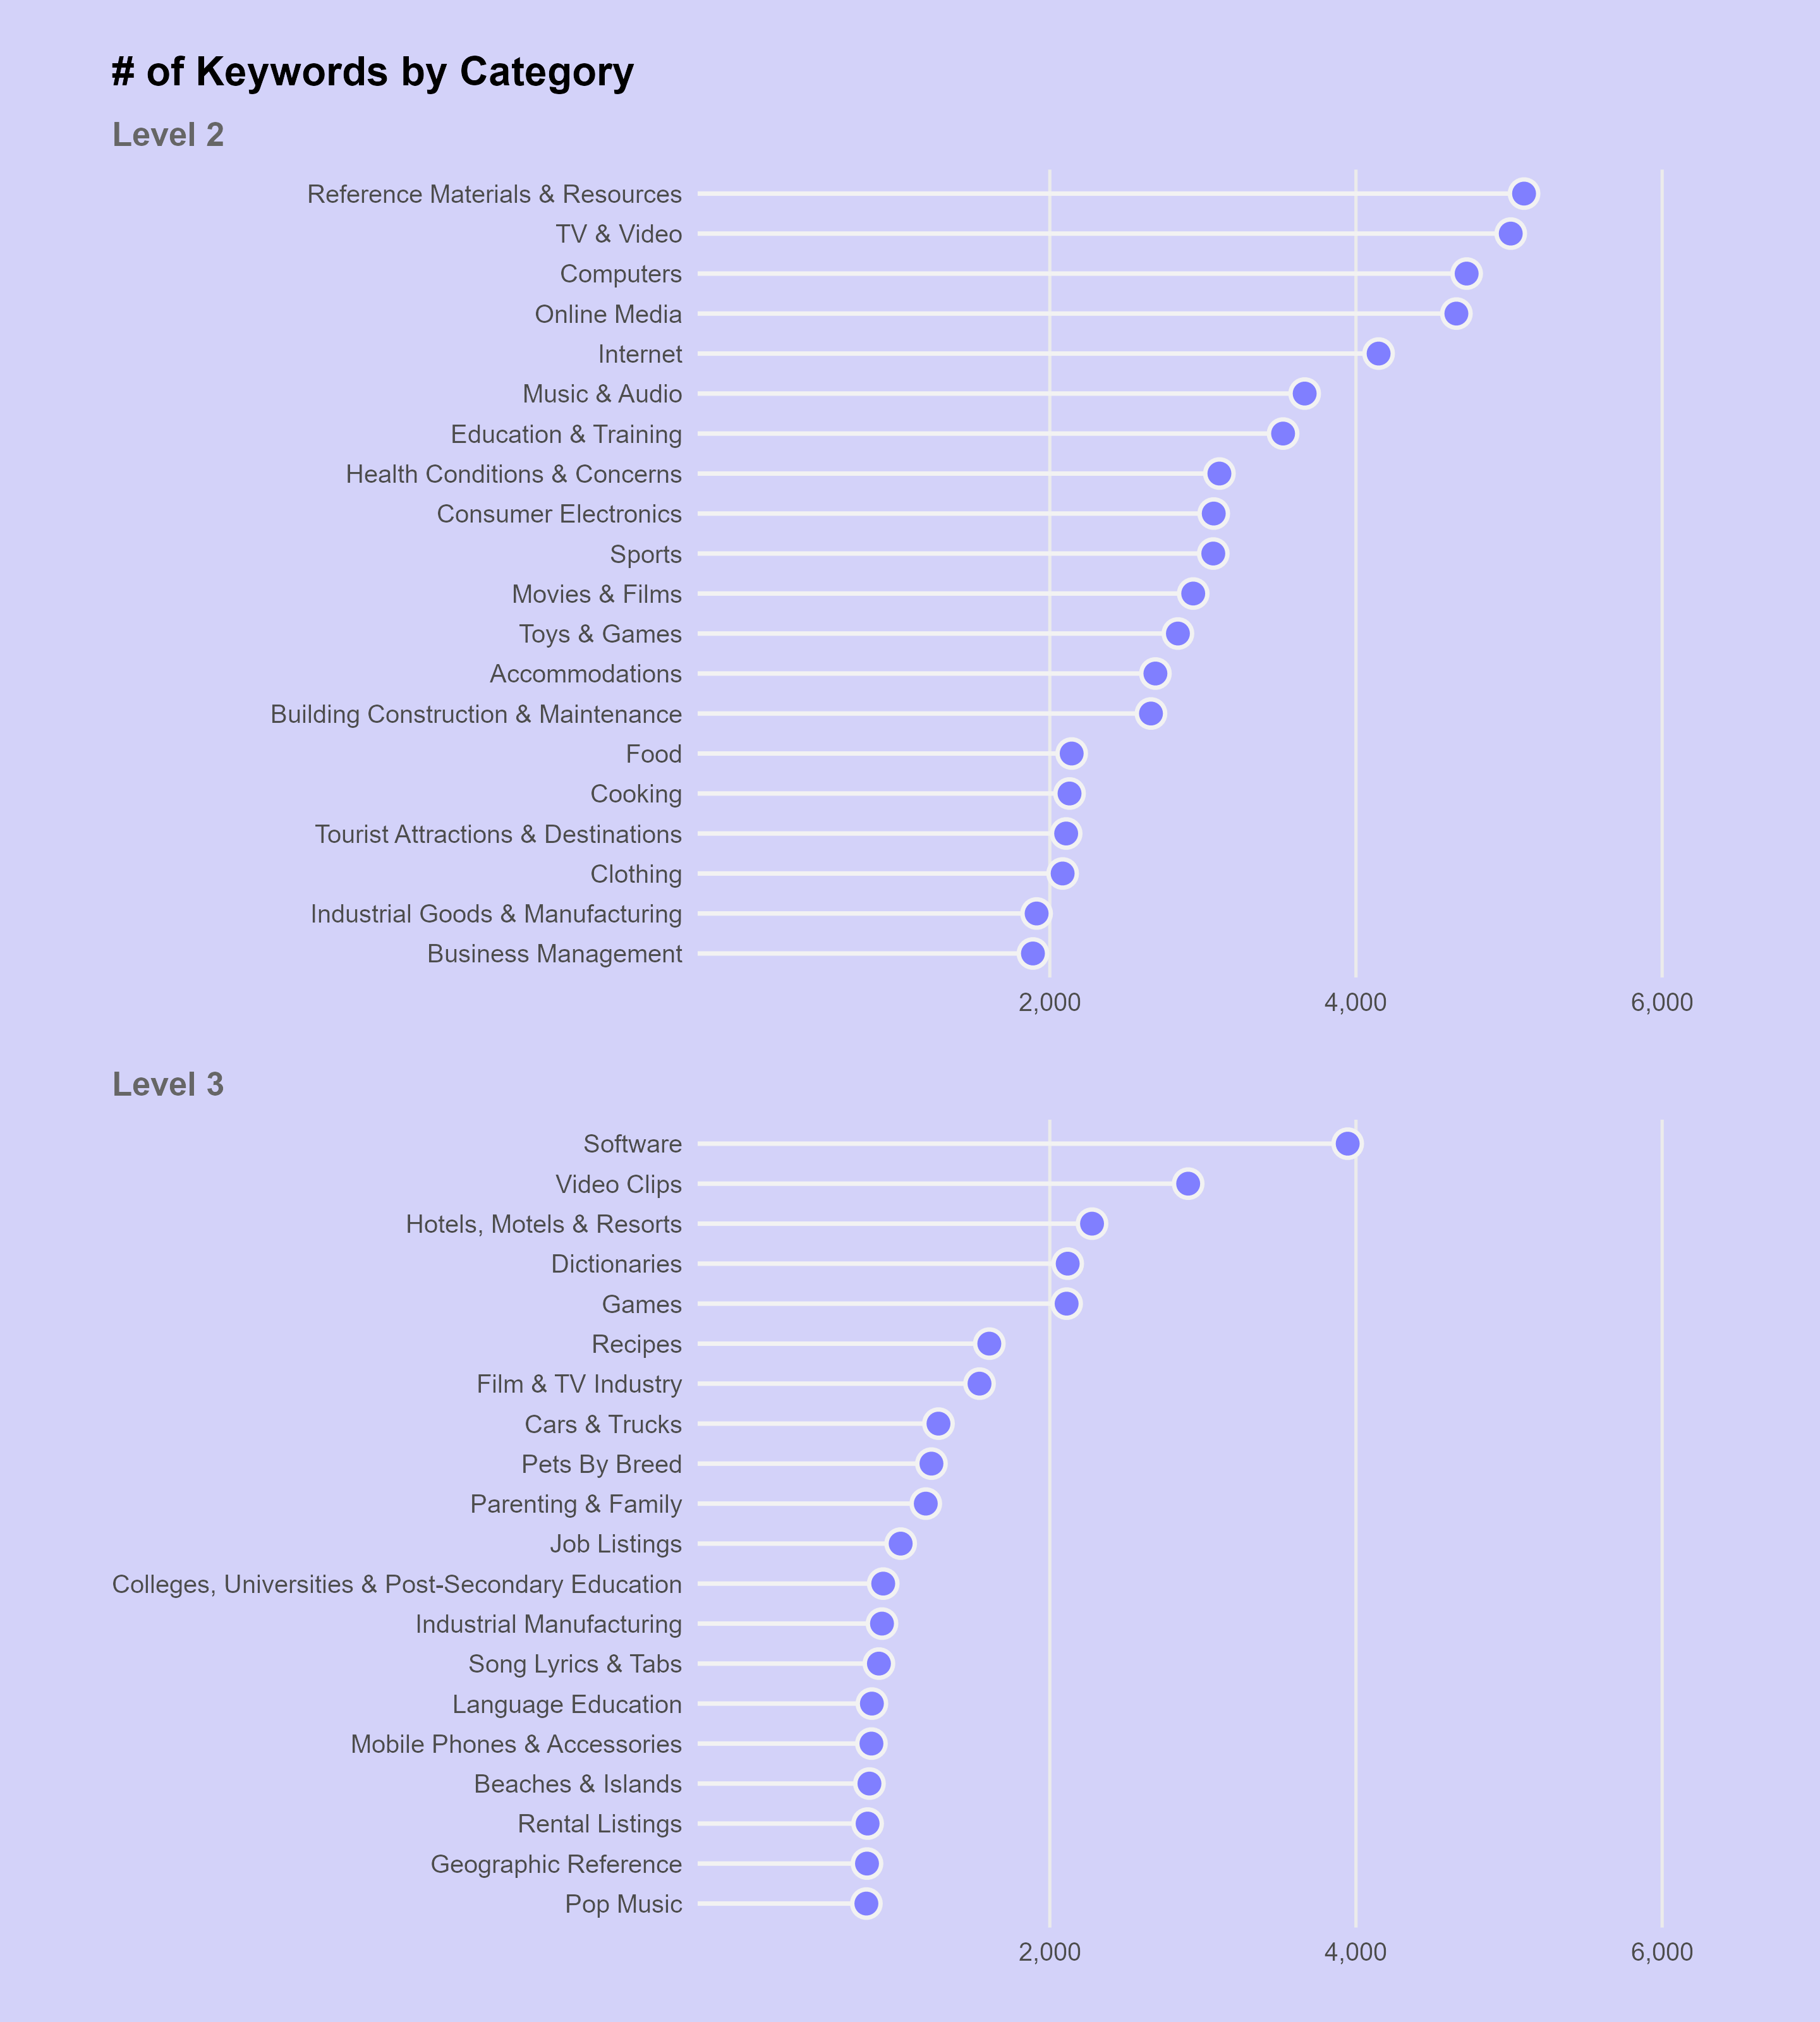 # of Keywords by Category
Level 2
Reference Materials & Resources
TV & Video
Computers
Online Media
Internet
Music & Audio
Education & Training
Health Conditions & Concerns
Consumer Electronics
Sports
Movies & Films
Toys & Games
Accommodations
Building Construction & Maintenance
Food
Cooking
Tourist Attractions & Destinations
Clothing
Industrial Goods & Manufacturing
Business Management
2,000 4,000 6,000
Level 3
Software
Video Clips
Hotels, Motels & Resorts
Dictionaries
Games
Recipes
Film & TV Industry
Cars & Trucks
Pets By Breed
Parenting & Family
Job Listings
Colleges, Universities & Post-Secondary Education
Industrial Manufacturing
Song Lyrics & Tabs
Language Education
Mobile Phones & Accessories
Beaches & Islands
Rental Listings
Geographic Reference
Pop Music
2,000 4,000 6,000